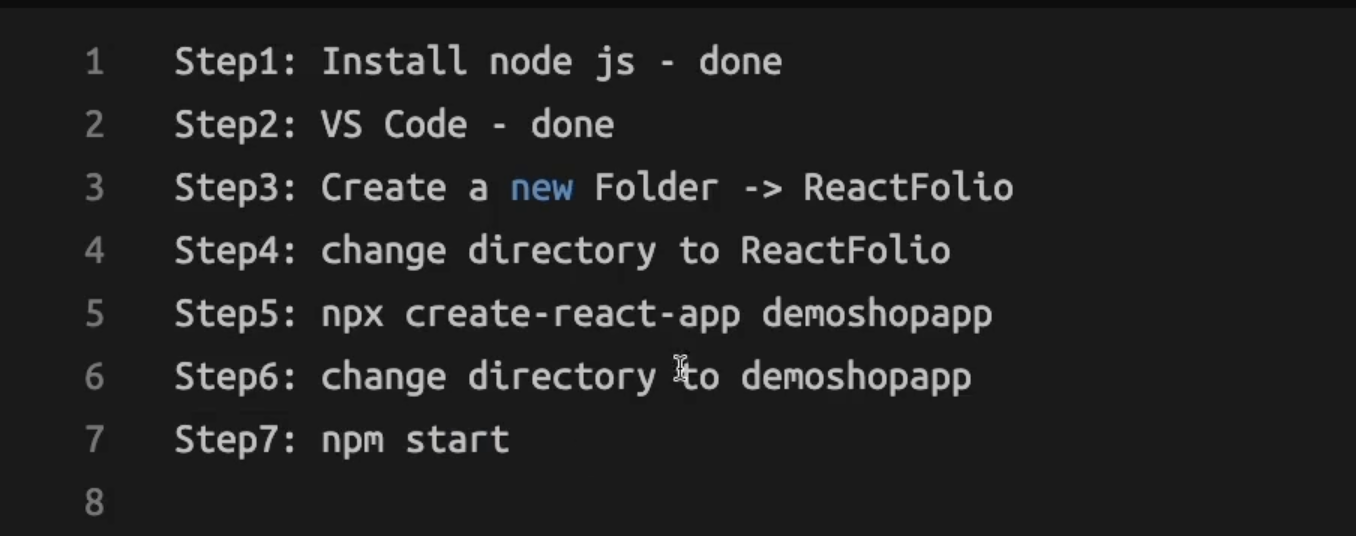 1 Step1: Install node js - done
2 Step2: VS Code - done
3 Step3: Create a new Folder -> ReactFolio
4 Step4: change directory to ReactFolio
5 Step5: npx create-react-app demoshopapp
6 Step6: change directory to demoshopapp
7 Step7: npm start
8